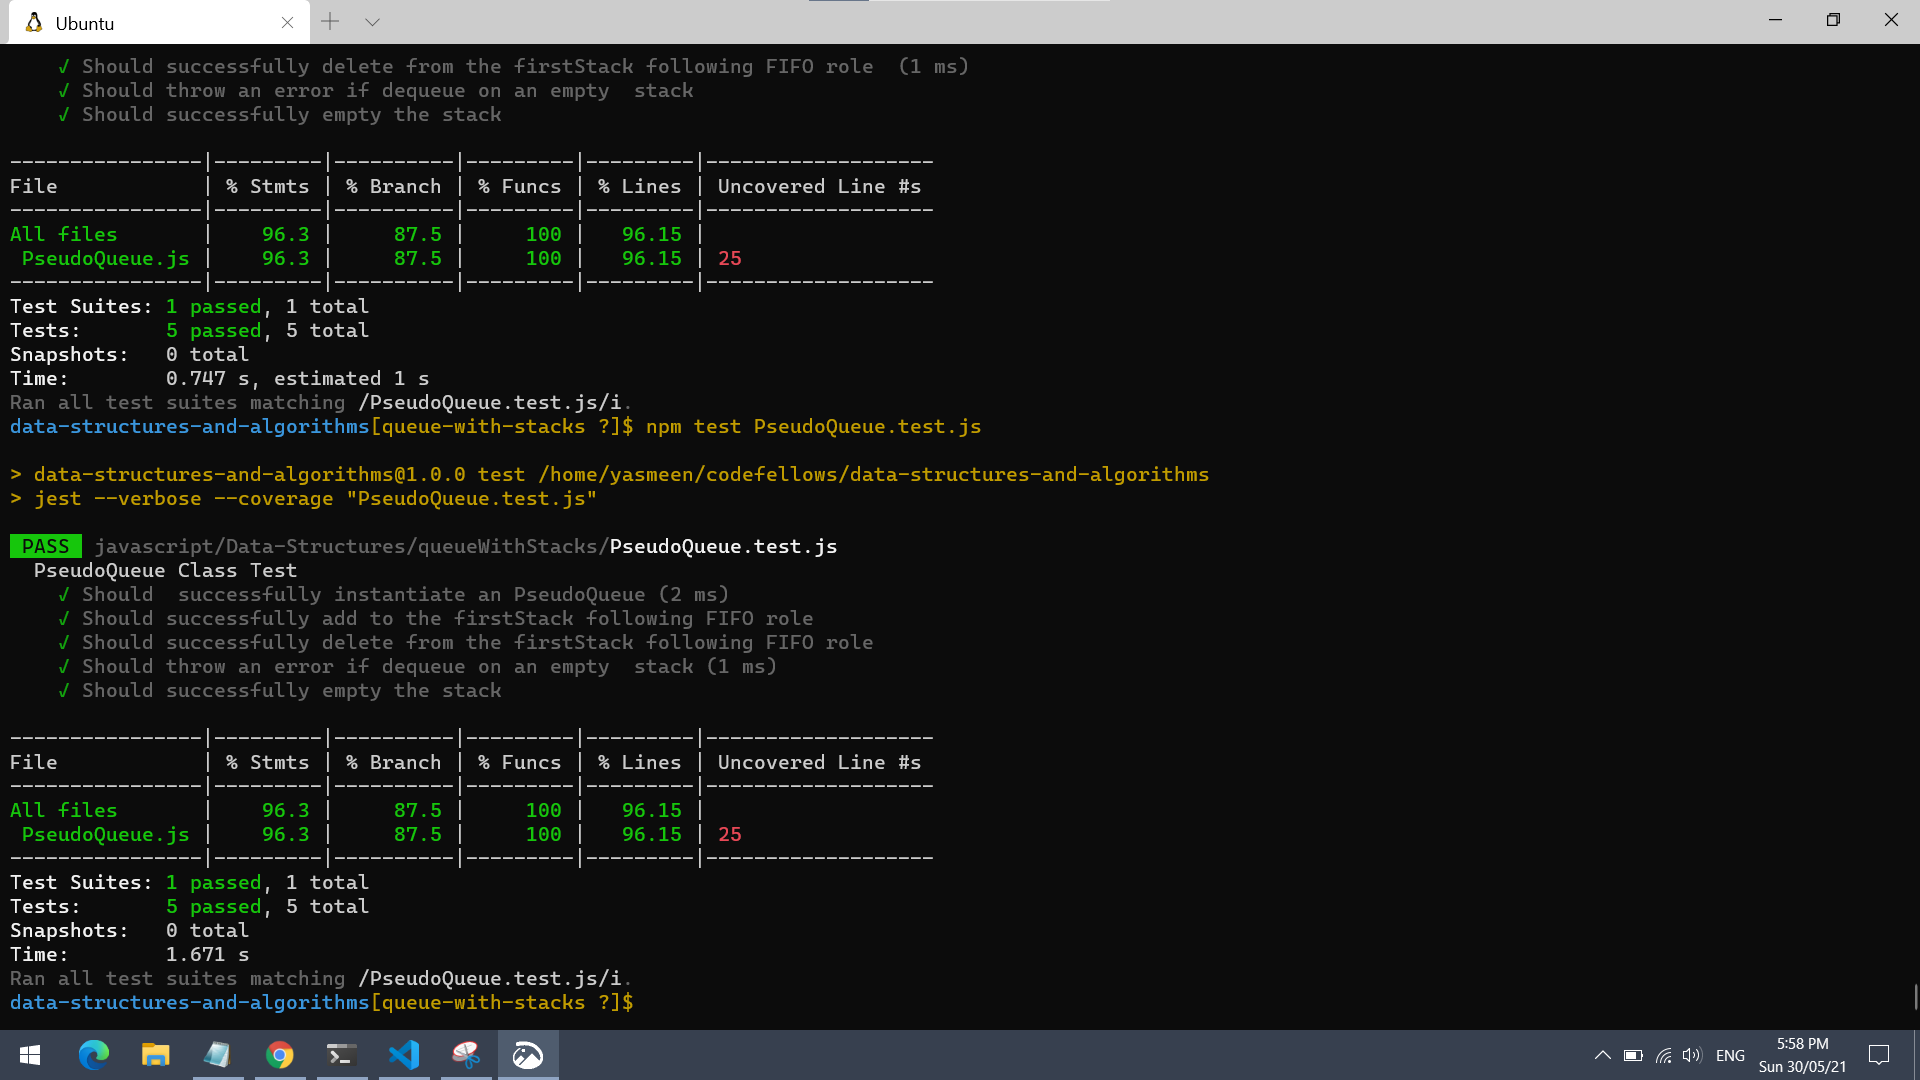 Ubuntu
√ Should successfully delete from the firstStack following FIFO role  (1 ms)
√ Should throw an error if dequeue on an empty  stack
√ Should successfully empty the stack
----------------|---------|----------|---------|---------|-------------------
File            | % Stmts | % Branch | % Funcs | % Lines | Uncovered Line #s
----------------|---------|----------|---------|---------|-------------------
All files       |    96.3 |     87.5 |     100 |   96.15 |
 PseudoQueue.js |    96.3 |     87.5 |     100 |   96.15 | 25
----------------|---------|----------|---------|---------|-------------------
Test Suites: 1 passed, 1 total
Tests:       5 passed, 5 total
Snapshots:   0 total
Time:        0.747 s, estimated 1 s
Ran all test suites matching /PseudoQueue.test.js/i.
data-structures-and-algorithms[queue-with-stacks ?]$ npm test PseudoQueue.test.js
> data-structures-and-algorithms@1.0.0 test /home/yasmeen/codefellows/data-structures-and-algorithms
> jest --verbose --coverage "PseudoQueue.test.js"
PASS javascript/Data-Structures/queueWithStacks/PseudoQueue.test.js
PseudoQueue Class Test
√ Should  successfully instantiate an PseudoQueue (2 ms)
√ Should successfully add to the firstStack following FIFO role
√ Should successfully delete from the firstStack following FIFO role
√ Should throw an error if dequeue on an empty  stack (1 ms)
√ Should successfully empty the stack
----------------|---------|----------|---------|---------|-------------------
File            | % Stmts | % Branch | % Funcs | % Lines | Uncovered Line #s
----------------|---------|----------|---------|---------|-------------------
All files       |    96.3 |     87.5 |     100 |   96.15 |
 PseudoQueue.js |    96.3 |     87.5 |     100 |   96.15 | 25
----------------|---------|----------|---------|---------|-------------------
Test Suites: 1 passed, 1 total
Tests:       5 passed, 5 total
Snapshots:   0 total
Time:        1.671 s
Ran all test suites matching /PseudoQueue.test.js/i.
data-structures-and-algorithms[queue-with-stacks ?]$
ENG
5:58 PM
Sun 30/05/21